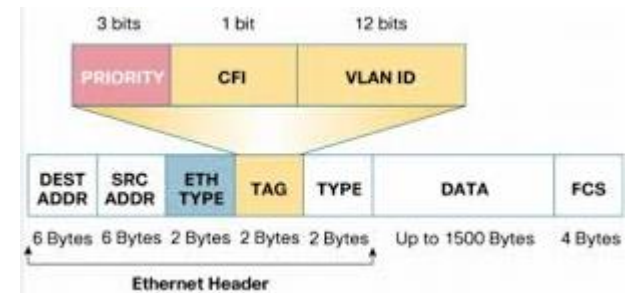 3 bits 1 bit 12 bits
PRIORITY CFI VLAN ID
DEST ADDR SRC ADDR ETH TYPE TAG TYPE DATA FCS
6 Bytes 6 Bytes 2 Bytes 2 Bytes 2 Bytes Up to 1500 Bytes 4 Bytes
Ethernet Header